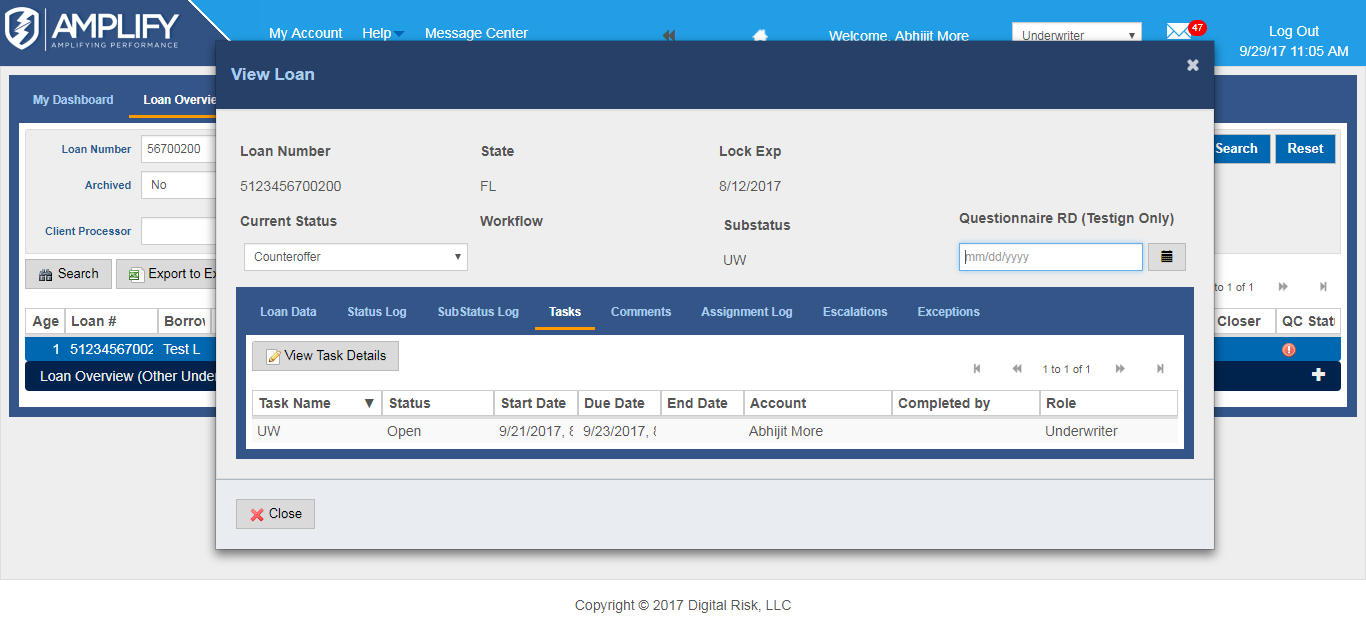 AMPLIFY
AMPLIFYING PERFORMANCE
My Account Help Message Center Welcome, Abhijit More Underwriter 47 Log Out
9/29/17 11:05 AM
View Loan
My Dashboard Loan Overvie
Loan Number 56700200 Search Reset
Archived No
Client Processor
Search Export to Ex to 1 of 1
Age Loan # Borrov Closer QC Statu
1 51234567002 Test L
Loan Overview (Other Under
Loan Number State Lock Exp
5123456700200 FL 8/12/2017
Current Status Workflow Substatus Questionnaire RD (Testign Only)
Counteroffer UW mm/dd/yyyy
Loan Data Status Log SubStatus Log Tasks Comments Assignment Log Escalations Exceptions
View Task Details 1 to 1 of 1
Task Name Status Start Date Due Date End Date Account Completed by Role
UW Open 9/21/2017, 9/23/2017, Abhijit More Underwriter
Close
Copyright © 2017 Digital Risk, LLC